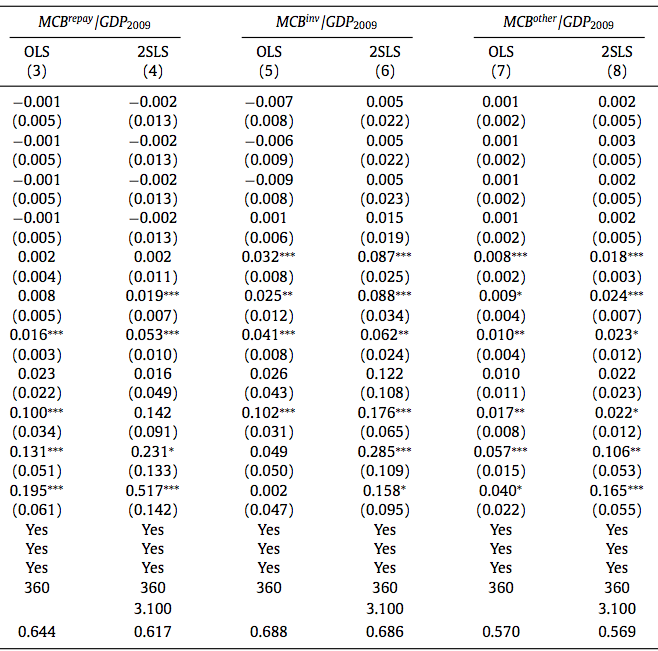 MCB^repay/GDP₂₀₀₉ MCB^inv/GDP₂₀₀₉ MCB^other/GDP₂₀₀₉
OLS 2SLS OLS 2SLS OLS 2SLS
(3) (4) (5) (6) (7) (8)
−0.001 −0.002 −0.007 0.005 0.001 0.002
(0.005) (0.013) (0.008) (0.022) (0.002) (0.005)
−0.001 −0.002 −0.006 0.005 0.001 0.003
(0.005) (0.013) (0.009) (0.022) (0.002) (0.005)
−0.001 −0.002 −0.009 0.005 0.001 0.002
(0.005) (0.013) (0.008) (0.023) (0.002) (0.005)
−0.001 −0.002 0.001 0.015 0.001 0.002
(0.005) (0.013) (0.006) (0.019) (0.002) (0.005)
0.002 0.002 0.032*** 0.087*** 0.008*** 0.018***
(0.004) (0.011) (0.008) (0.025) (0.002) (0.003)
0.008 0.019*** 0.025** 0.088*** 0.009* 0.024***
(0.005) (0.007) (0.012) (0.034) (0.004) (0.007)
0.016*** 0.053*** 0.041*** 0.062** 0.010** 0.023*
(0.003) (0.010) (0.008) (0.024) (0.004) (0.012)
0.023 0.016 0.026 0.122 0.010 0.022
(0.022) (0.049) (0.043) (0.108) (0.011) (0.023)
0.100*** 0.142 0.102*** 0.176*** 0.017** 0.022*
(0.034) (0.091) (0.031) (0.065) (0.008) (0.012)
0.131*** 0.231* 0.049 0.285*** 0.057*** 0.106**
(0.051) (0.133) (0.050) (0.109) (0.015) (0.053)
0.195*** 0.517*** 0.002 0.158* 0.040* 0.165***
(0.061) (0.142) (0.047) (0.095) (0.022) (0.055)
Yes Yes Yes Yes Yes Yes
Yes Yes Yes Yes Yes Yes
Yes Yes Yes Yes Yes Yes
360 360 360 360 360 360
3.100 3.100 3.100
0.644 0.617 0.688 0.686 0.570 0.569